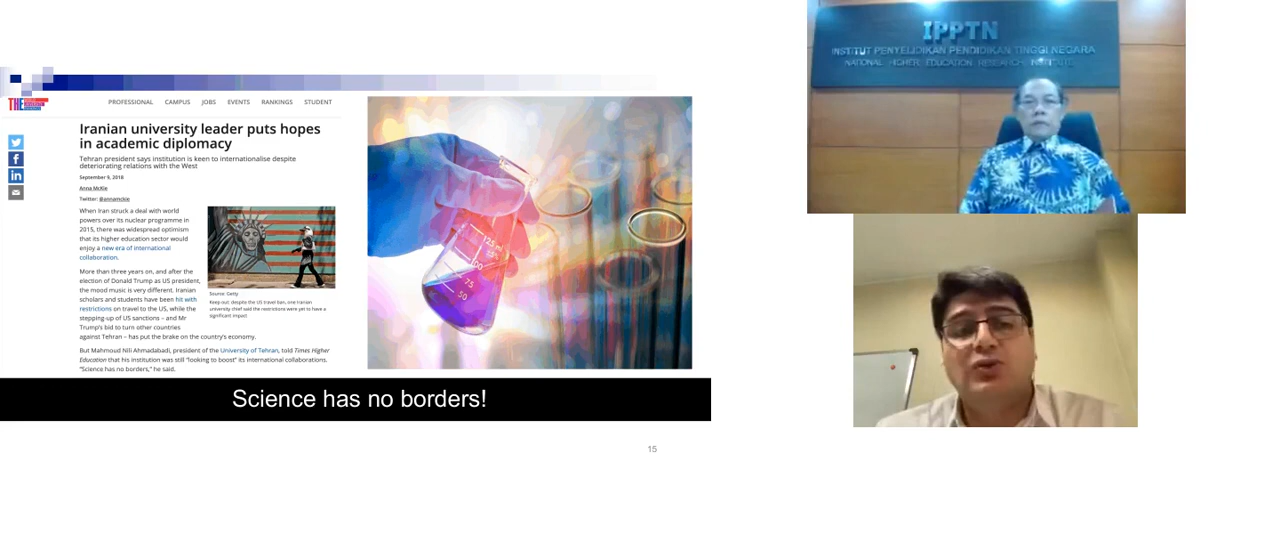 THE
PROFESSIONAL CAMPUS JOBS EVENTS RANKINGS STUDENT
Iranian university leader puts hopes
in academic diplomacy
Tehran president says institution is keen to internationalise despite
deteriorating relations with the West
September 9, 2018
Anna McKie
Twitter: @annamckie
When Iran struck a deal with world
powers over its nuclear programme in
2015, there was widespread optimism
that its higher education sector would
enjoy a new era of international
collaboration.
More than three years on, and after the
election of Donald Trump as US president,
the mood music is very different. Iranian
scholars and students have been hit with
restrictions on travel to the US, while the
stepping-up of US sanctions – and Mr
Trump's bid to turn other countries
against Tehran – has put the brake on the country's economy.
Source: Getty
Keep out: despite the US travel ban, one Iranian
university chief said the restrictions were yet to have a
significant impact
But Mahmoud Nili Ahmadabadi, president of the University of Tehran, told Times Higher
Education that his institution was still "looking to boost" its international collaborations.
"Science has no borders," he said.
125 ml
100
75
50
Science has no borders!
15
IPPTN
INSTITUT PENYELIDIKAN PENDIDIKAN TINGGI NEGARA
NATIONAL HIGHER EDUCATION RESEARCH INSTITUTE